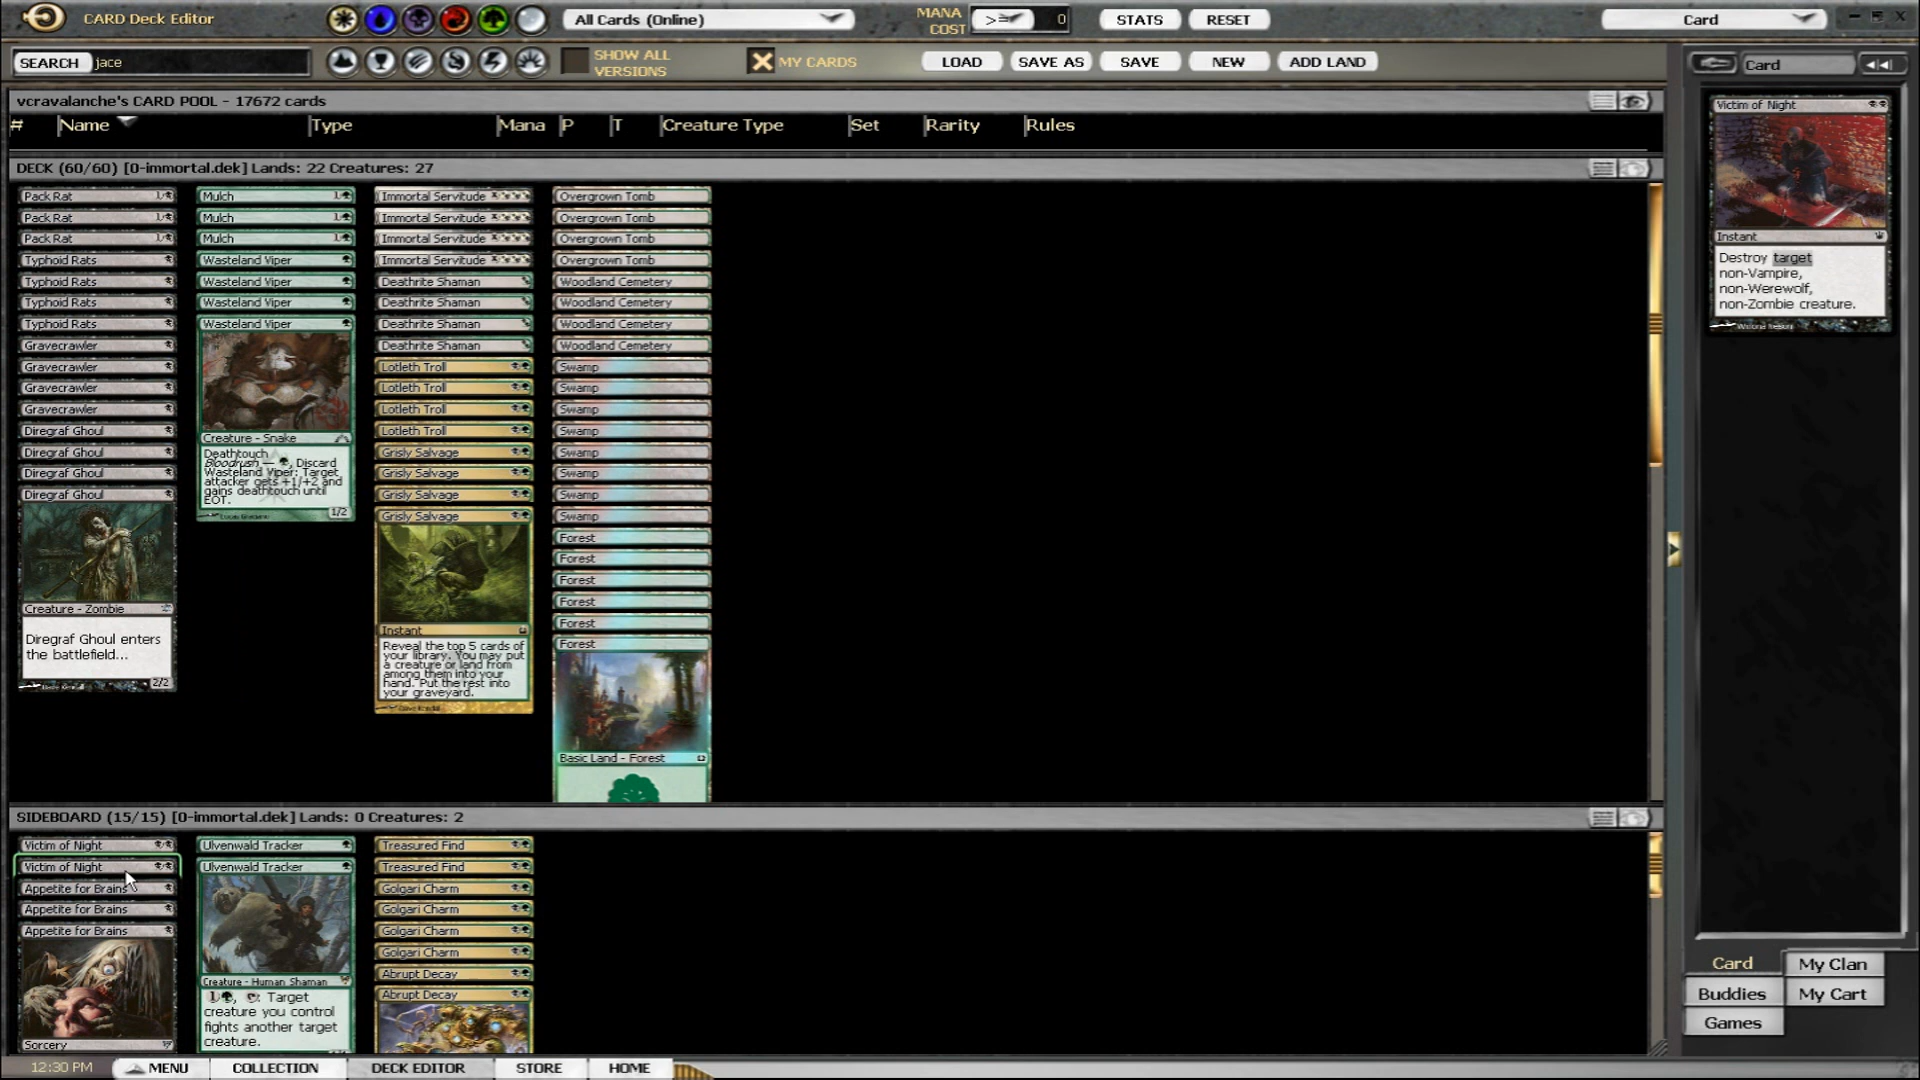 CARD Deck Editor
All Cards (Online)
MANA COST
>=
0
STATS
RESET
Card
SEARCH
jace
SHOW ALL VERSIONS
MY CARDS
LOAD
SAVE AS
SAVE
NEW
ADD LAND
Card
vcravalanche's CARD POOL - 17672 cards
# Name Type Mana P T Creature Type Set Rarity Rules
DECK (60/60) [0-immortal.dek] Lands: 22 Creatures: 27
Pack Rat
Pack Rat
Pack Rat
Typhoid Rats
Typhoid Rats
Typhoid Rats
Typhoid Rats
Gravecrawler
Gravecrawler
Gravecrawler
Gravecrawler
Diregraf Ghoul
Diregraf Ghoul
Diregraf Ghoul
Diregraf Ghoul
Creature - Zombie
Diregraf Ghoul enters
the battlefield...
2/2
Mulch
Mulch
Mulch
Wasteland Viper
Wasteland Viper
Wasteland Viper
Wasteland Viper
Creature - Snake
Deathtouch
Bloodrush — , Discard
Wasteland Viper: Target
attacker gets +1/+2 and
gains deathtouch until
EOT.
1/2
Immortal Servitude
Immortal Servitude
Immortal Servitude
Immortal Servitude
Deathrite Shaman
Deathrite Shaman
Deathrite Shaman
Deathrite Shaman
Lotleth Troll
Lotleth Troll
Lotleth Troll
Lotleth Troll
Grisly Salvage
Grisly Salvage
Grisly Salvage
Grisly Salvage
Instant
Reveal the top 5 cards of
your library. You may put
a creature or land from
among them into your
hand. Put the rest into
your graveyard.
Overgrown Tomb
Overgrown Tomb
Overgrown Tomb
Overgrown Tomb
Woodland Cemetery
Woodland Cemetery
Woodland Cemetery
Woodland Cemetery
Swamp
Swamp
Swamp
Swamp
Swamp
Swamp
Swamp
Swamp
Forest
Forest
Forest
Forest
Forest
Forest
Basic Land - Forest
Victim of Night
Instant
Destroy target
non-Vampire,
non-Werewolf,
non-Zombie creature.
SIDEBOARD (15/15) [0-immortal.dek] Lands: 0 Creatures: 2
Victim of Night
Victim of Night
Appetite for Brains
Appetite for Brains
Appetite for Brains
Sorcery
Ulvenwald Tracker
Ulvenwald Tracker
Creature - Human Shaman
1 , : Target
creature you control
fights another target
creature.
Treasured Find
Treasured Find
Golgari Charm
Golgari Charm
Golgari Charm
Golgari Charm
Abrupt Decay
Abrupt Decay
Card
My Clan
Buddies
My Cart
Games
12:30 PM
MENU
COLLECTION
DECK EDITOR
STORE
HOME